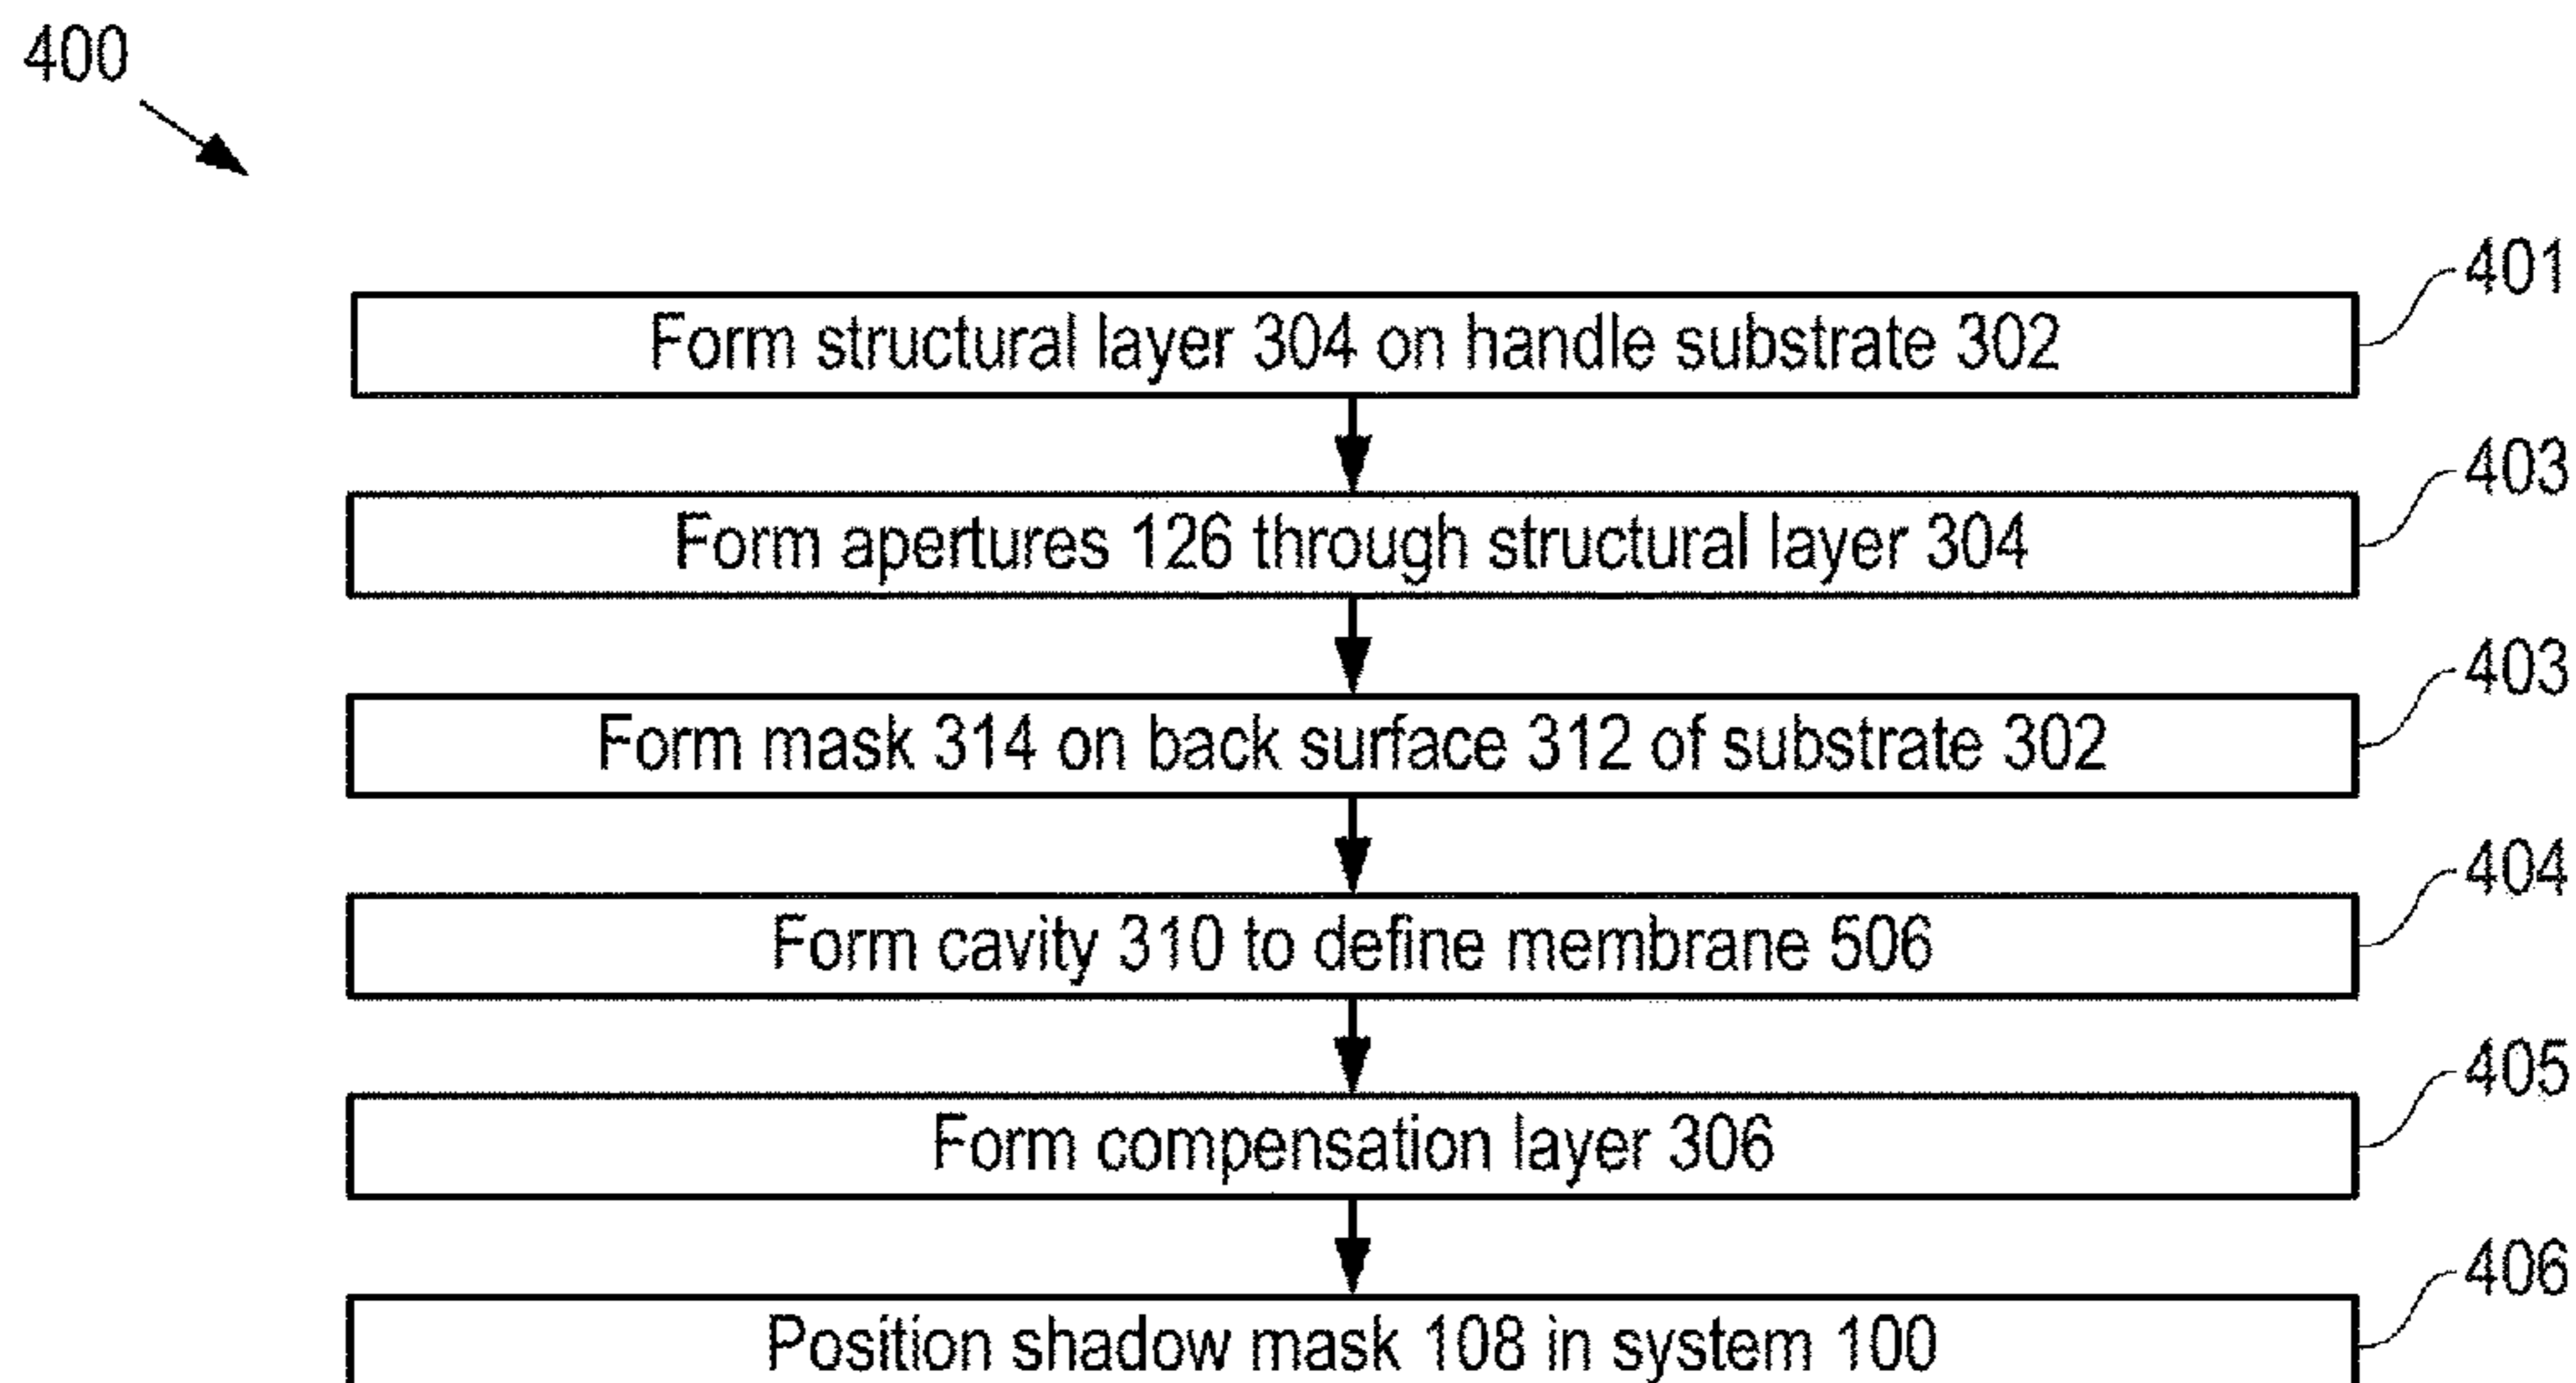 400
401
Form structural layer 304 on handle substrate 302
403
Form apertures 126 through structural layer 304
403
Form mask 314 on back surface 312 of substrate 302
404
Form cavity 310 to define membrane 506
405
Form compensation layer 306
406
Position shadow mask 108 in system 100